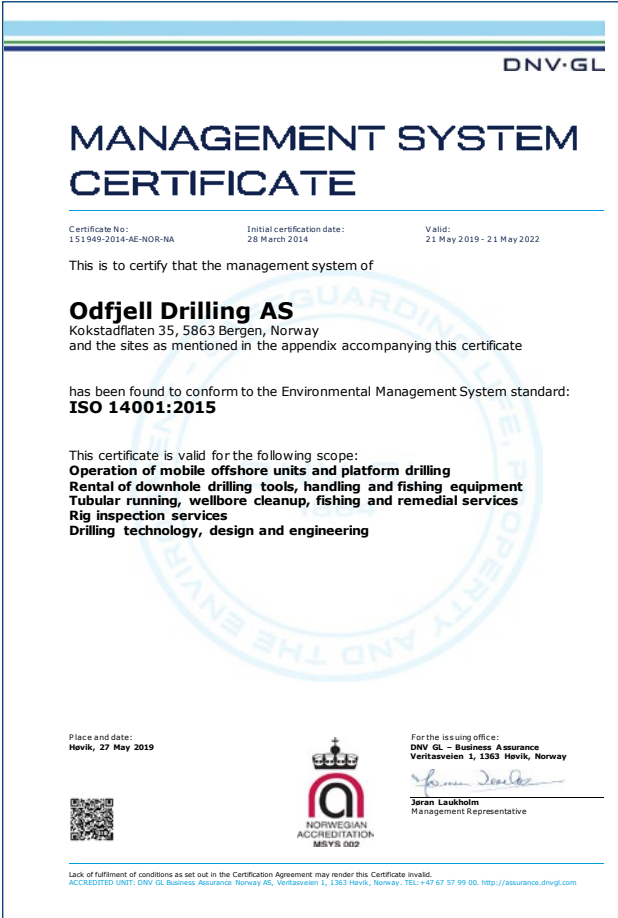 DNV·GL
MANAGEMENT SYSTEM
CERTIFICATE
Certificate No:
151949-2014-AE-NOR-NA
Initial certification date:
28 March 2014
Valid:
21 May 2019 - 21 May 2022
This is to certify that the management system of
Odfjell Drilling AS
Kokstadflaten 35, 5863 Bergen, Norway
and the sites as mentioned in the appendix accompanying this certificate
has been found to conform to the Environmental Management System standard:
ISO 14001:2015
This certificate is valid for the following scope:
Operation of mobile offshore units and platform drilling
Rental of downhole drilling tools, handling and fishing equipment
Tubular running, wellbore cleanup, fishing and remedial services
Rig inspection services
Drilling technology, design and engineering
Place and date:
Høvik, 27 May 2019
NORWEGIAN
ACCREDITATION
MSYS 002
For the issuing office:
DNV GL – Business Assurance
Veritasveien 1, 1363 Høvik, Norway
Jøran Laukholm
Management Representative
Lack of fulfilment of conditions as set out in the Certification Agreement may render this Certificate invalid.
ACCREDITED UNIT: DNV GL Business Assurance Norway AS, Veritasveien 1, 1363 Høvik, Norway. TEL:+47 67 57 99 00. http://assurance.dnvgl.com